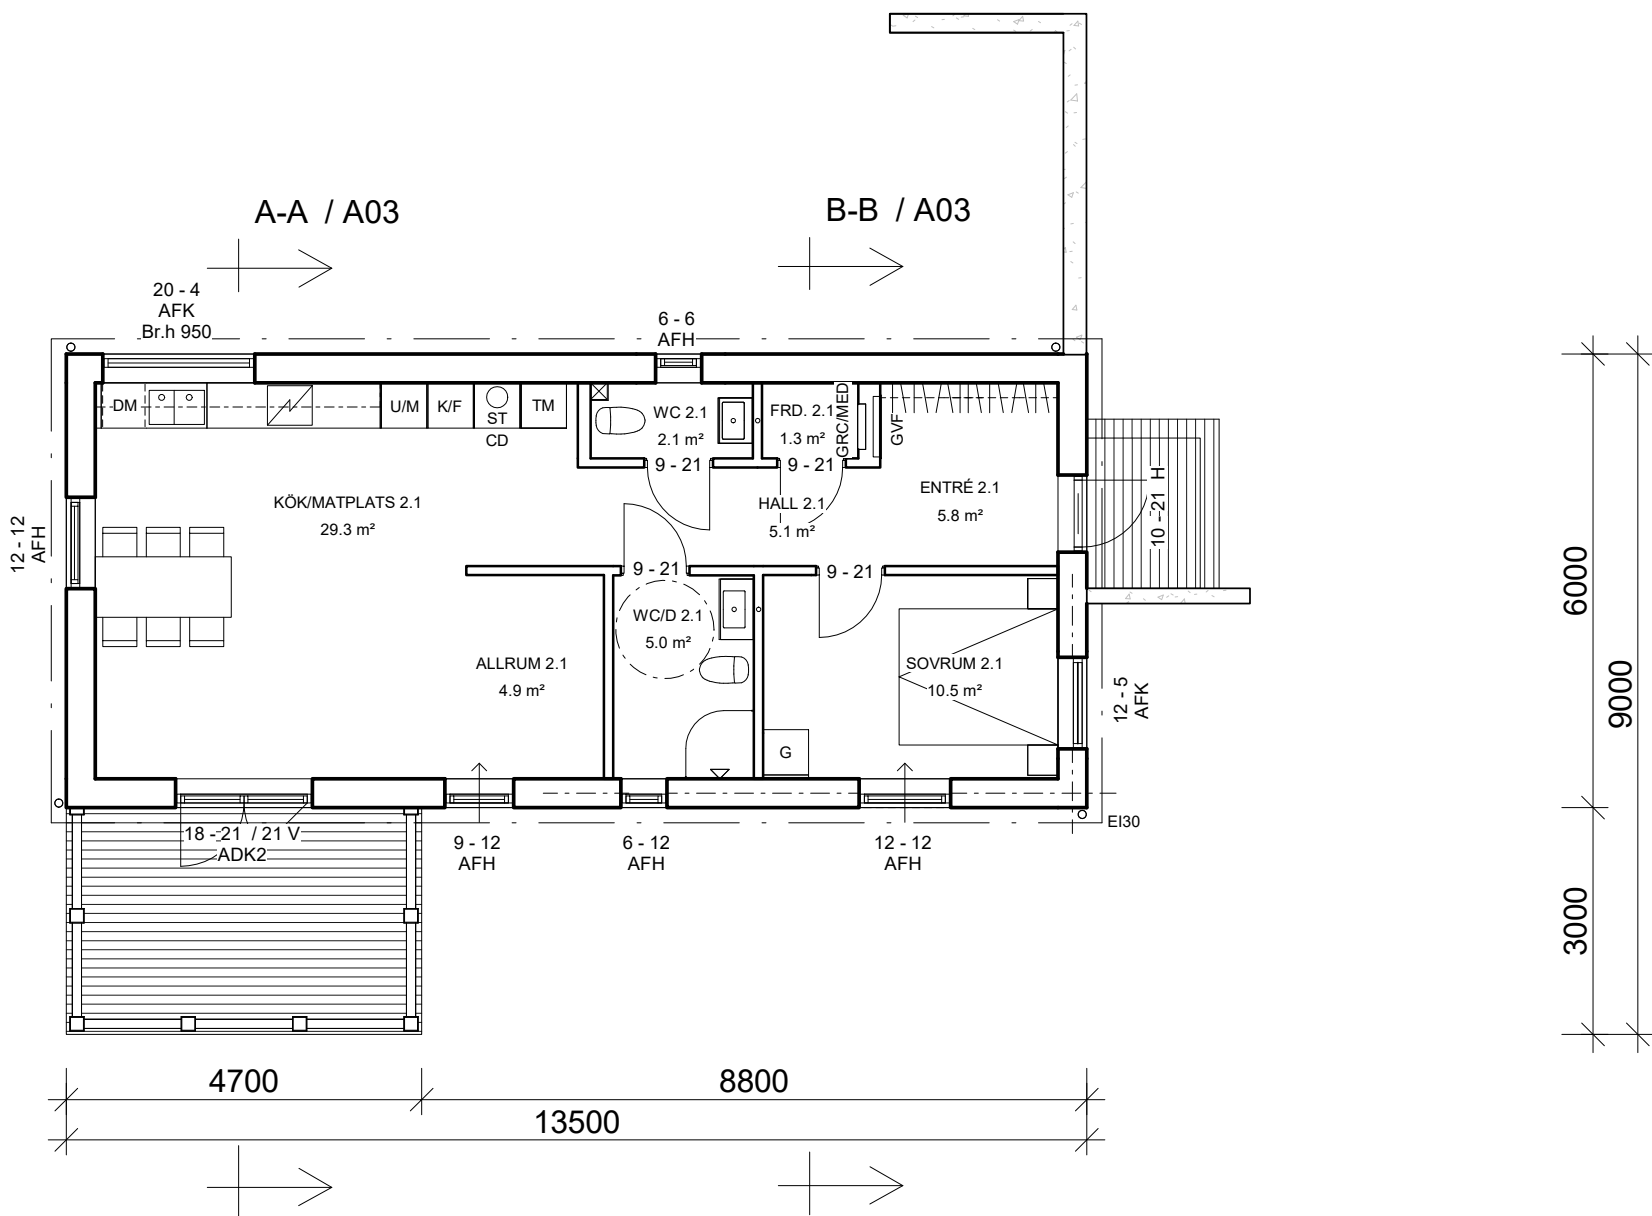 A-A / A03
B-B / A03
20 - 4
AFK
Br.h 950
6 - 6
AFH
DM
U/M
K/F
ST
CD
TM
WC 2.1
2.1 m²
FRD. 2.1
1.3 m²
GRC/MED
GVF
9 - 21
9 - 21
KÖK/MATPLATS 2.1
29.3 m²
HALL 2.1
5.1 m²
ENTRÉ 2.1
5.8 m²
10 - 21 H
12 - 12
AFH
9 - 21
9 - 21
WC/D 2.1
5.0 m²
ALLRUM 2.1
4.9 m²
SOVRUM 2.1
10.5 m²
12 - 5
AFK
G
EI30
18 - 21 / 21 V
ADK2
9 - 12
AFH
6 - 12
AFH
12 - 12
AFH
6000
9000
3000
4700
8800
13500